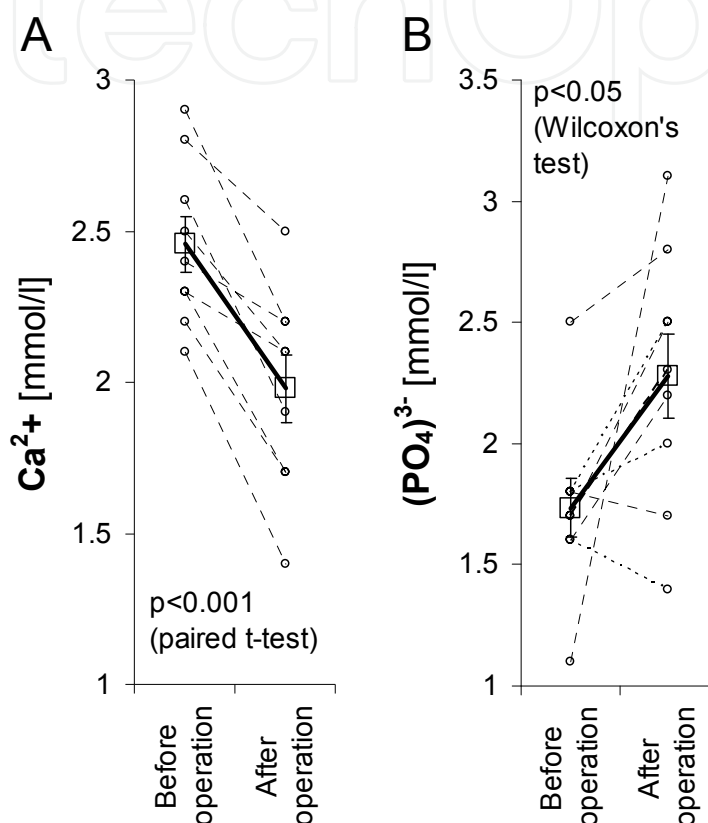 A
B
3
2.5
2
1.5
1
Ca²+ [mmol/l]
p<0.001
(paired t-test)
Before
operation
After
operation
3.5
3
2.5
2
1.5
1
(PO₄)³⁻ [mmol/l]
p<0.05
(Wilcoxon's
test)
Before
operation
After
operation